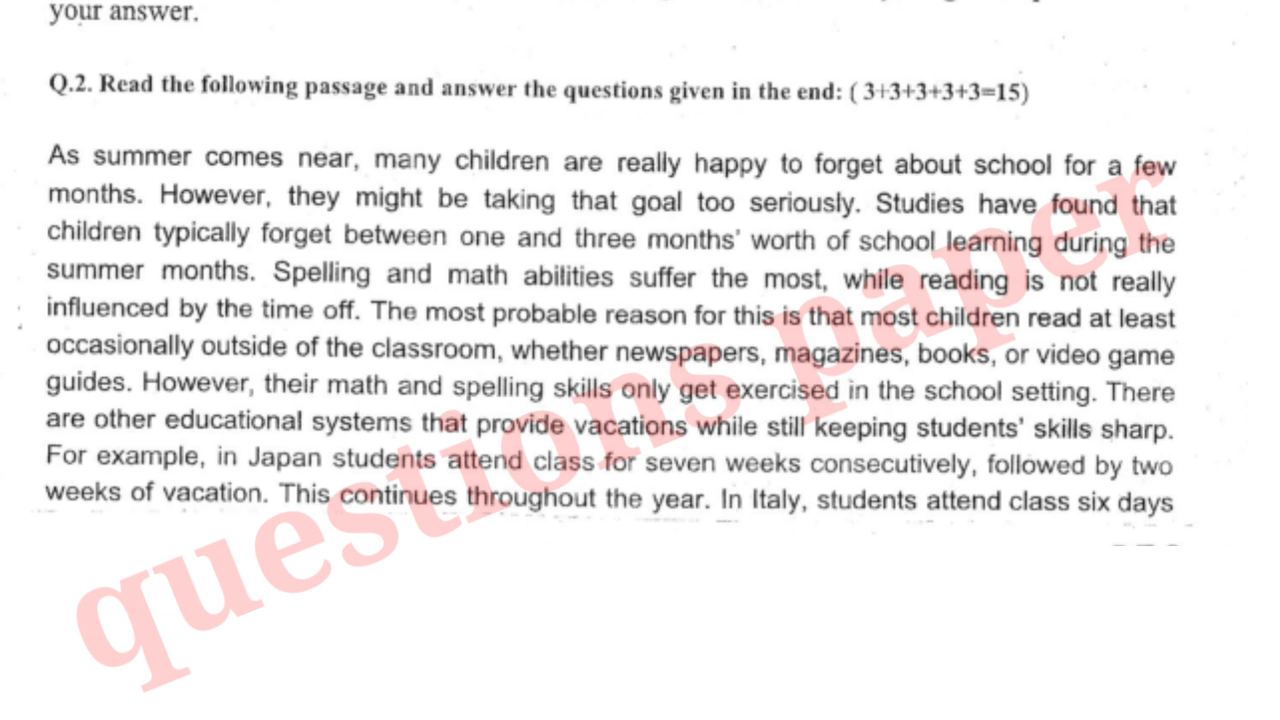 your answer.
Q.2. Read the following passage and answer the questions given in the end: ( 3+3+3+3+3=15)
As summer comes near, many children are really happy to forget about school for a few
months. However, they might be taking that goal too seriously. Studies have found that
children typically forget between one and three months' worth of school learning during the
summer months. Spelling and math abilities suffer the most, while reading is not really
influenced by the time off. The most probable reason for this is that most children read at least
occasionally outside of the classroom, whether newspapers, magazines, books, or video game
guides. However, their math and spelling skills only get exercised in the school setting. There
are other educational systems that provide vacations while still keeping students' skills sharp.
For example, in Japan students attend class for seven weeks consecutively, followed by two
weeks of vacation. This continues throughout the year. In Italy, students attend class six days
questions paper